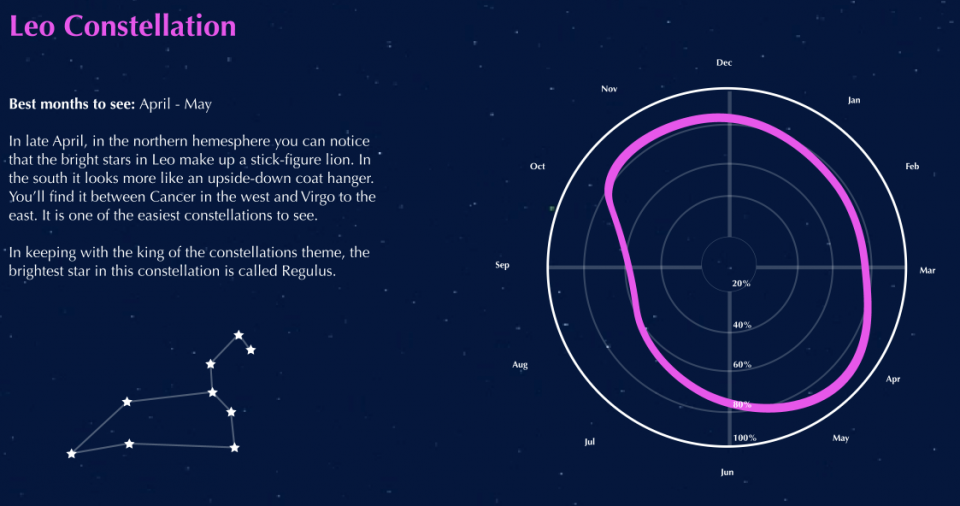 Leo Constellation
Best months to see: April - May
In late April, in the northern hemesphere you can notice
that the bright stars in Leo make up a stick-figure lion. In
the south it looks more like an upside-down coat hanger.
You'll find it between Cancer in the west and Virgo to the
east. It is one of the easiest constellations to see.
In keeping with the king of the constellations theme, the
brightest star in this constellation is called Regulus.
Dec
Jan
Feb
Mar
Apr
May
Jun
Jul
Aug
Sep
Oct
Nov
20%
40%
60%
80%
100%